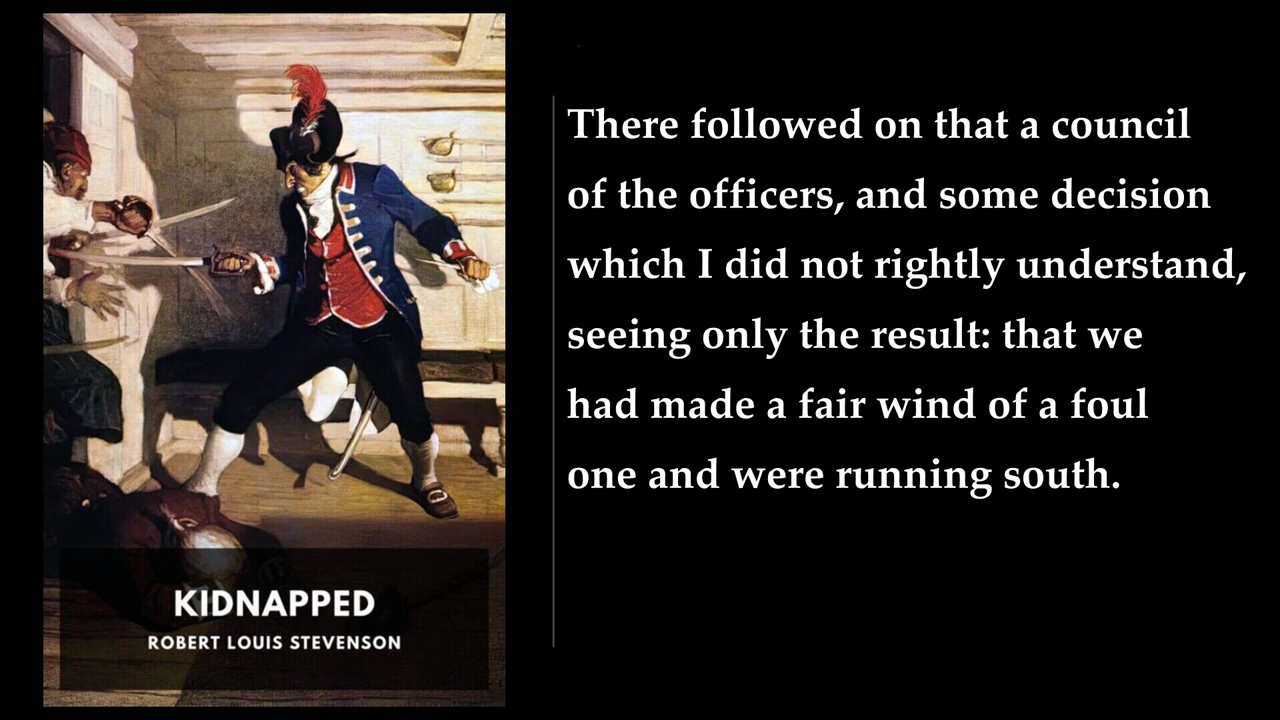 There followed on that a council
of the officers, and some decision
which I did not rightly understand,
seeing only the result: that we
had made a fair wind of a foul
one and were running south.
KIDNAPPED
ROBERT LOUIS STEVENSON